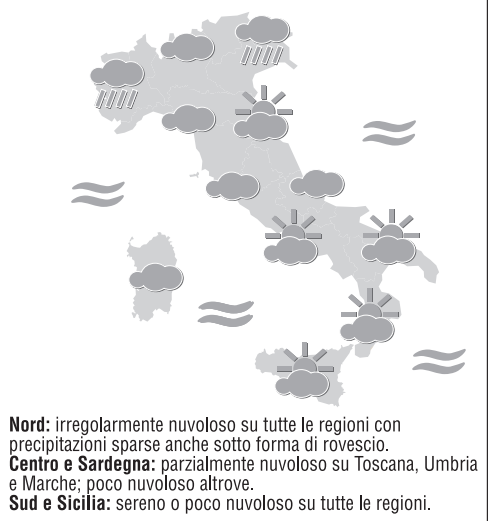 Nord: irregolarmente nuvoloso su tutte le regioni con
precipitazioni sparse anche sotto forma di rovescio.
Centro e Sardegna: parzialmente nuvoloso su Toscana, Umbria
e Marche; poco nuvoloso altrove.
Sud e Sicilia: sereno o poco nuvoloso su tutte le regioni.